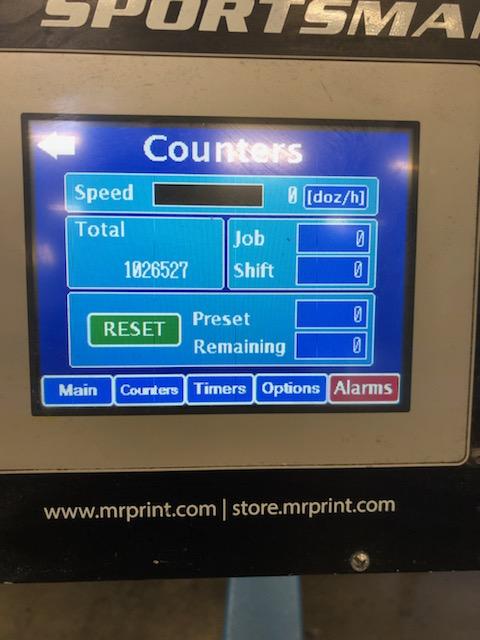 SPORTSMA
Counters
Speed 0 [doz/h]
Total
1026527
Job 0
Shift 0
RESET
Preset 0
Remaining 0
Main Counters Timers Options Alarms
www.mrprint.com | store.mrprint.com